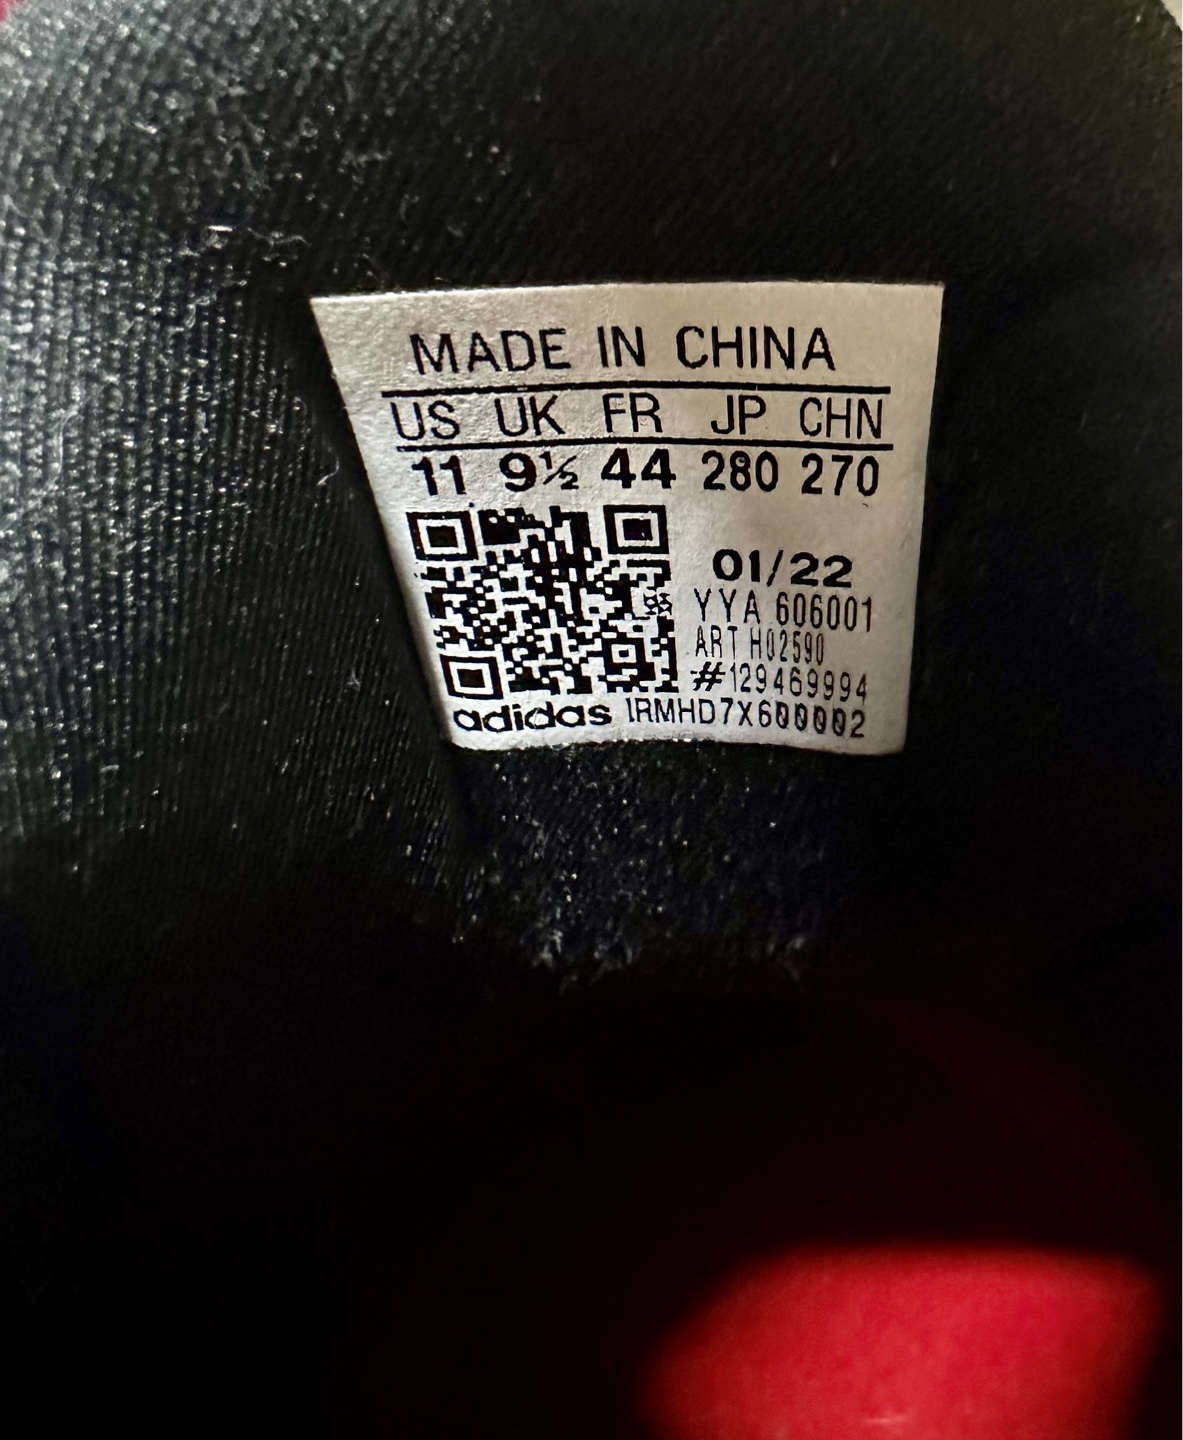 MADE IN CHINA
US UK FR JP CHN
11 9½ 44 280 270
01/22
YYA 606001
ART H02590
#129469994
adidas 1RMHD7X600002